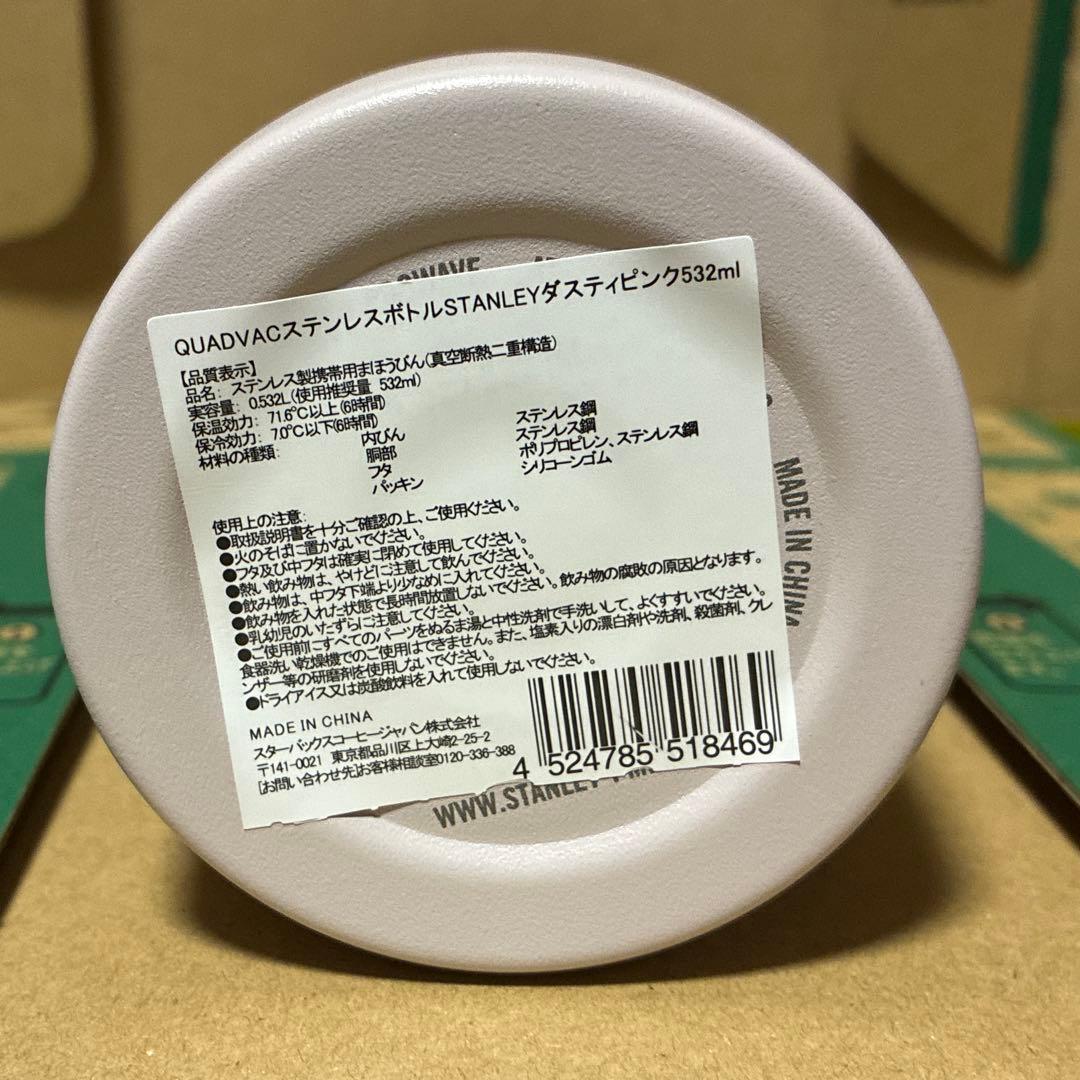 QUADVACステンレスボトルSTANLEYダスティピンク532ml
【品質表示】
品名: ステンレス製携帯用まほうびん(真空断熱二重構造)
実容量: 0.532L(使用推奨量 532ml)
保温効力: 71.6℃以上(6時間)
保冷効力: 7.0℃以下(6時間)
材料の種類: 内びん ステンレス鋼
胴部 ステンレス鋼
フタ ポリプロピレン、ステンレス鋼
パッキン シリコーンゴム
使用上の注意:
●取扱説明書を十分ご確認の上、ご使用ください。
●火のそばに置かないでください。
●フタ及び中フタは確実に閉めて使用してください。
●熱い飲み物は、やけどに注意して飲んでください。
●飲み物は、中フタ下端より少なめに入れてください。
●飲み物を入れた状態で長時間放置しないでください。飲み物の腐敗の原因となります。
●乳幼児のいたずらに注意してください。
●ご使用前にすべてのパーツをぬるま湯と中性洗剤で手洗いして、よくすすいでください。
食器洗い乾燥機でのご使用はできません。また、塩素入りの漂白剤や洗剤、殺菌剤、クレ
ンザー等の研磨剤を使用しないでください。
●ドライアイス又は炭酸飲料を入れて使用しないでください。
MADE IN CHINA
スターバックスコーヒージャパン株式会社
〒141-0021 東京都品川区上大崎2-25-2
[お問い合わせ先]お客様相談室0120-336-388
4 524785 518469
MADE IN CHINA
WWW.STANLEY